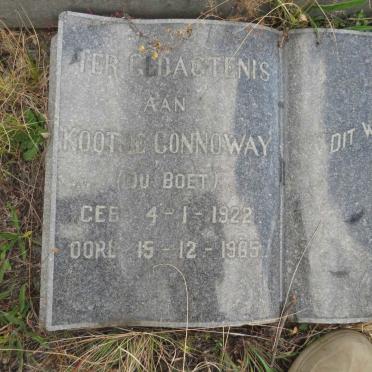 TER GEDAGTENIS
AAN
KOOTJIE CONNOWAY
(OU BOET)
GEB. 4-1-1922
OORL. 15-12-1985
DIT